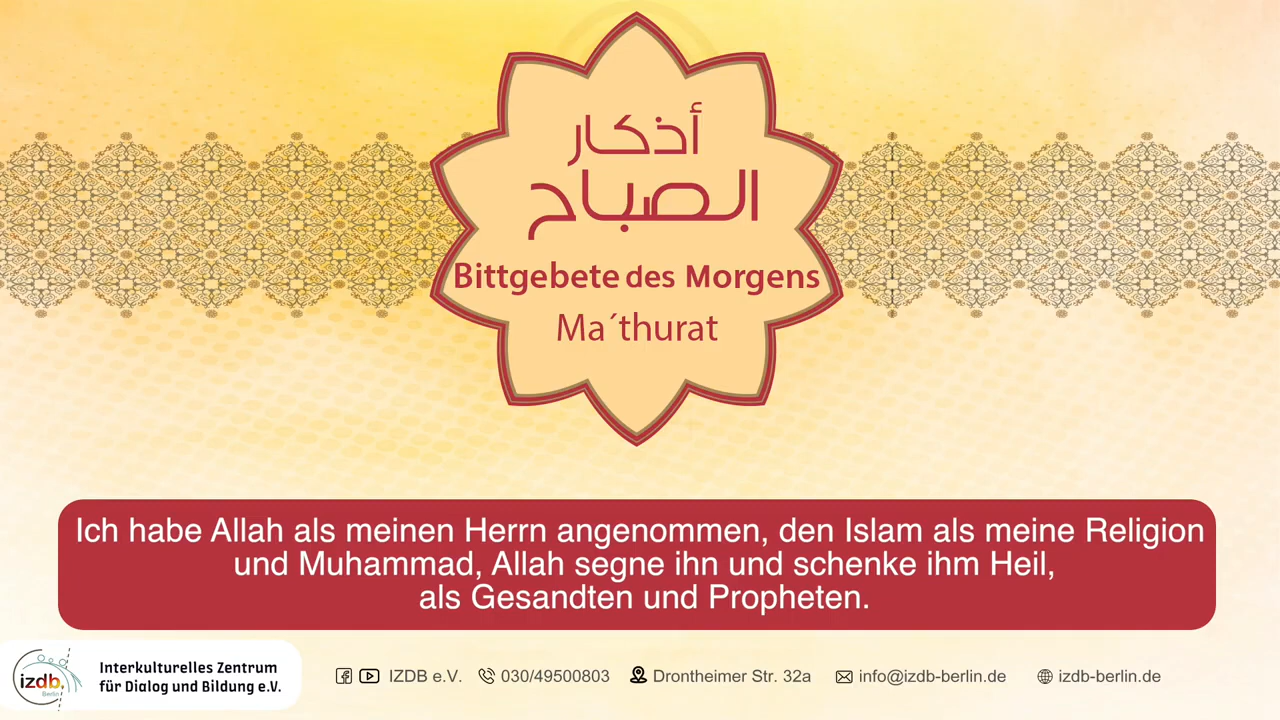 أذكار
الصباح
Bittgebete des Morgens
Ma´thurat
Ich habe Allah als meinen Herrn angenommen, den Islam als meine Religion
und Muhammad, Allah segne ihn und schenke ihm Heil,
als Gesandten und Propheten.
izdb.
Berlin
Interkulturelles Zentrum
für Dialog und Bildung e.V.
IZDB e.V. 030/49500803 Drontheimer Str. 32a info@izdb-berlin.de izdb-berlin.de